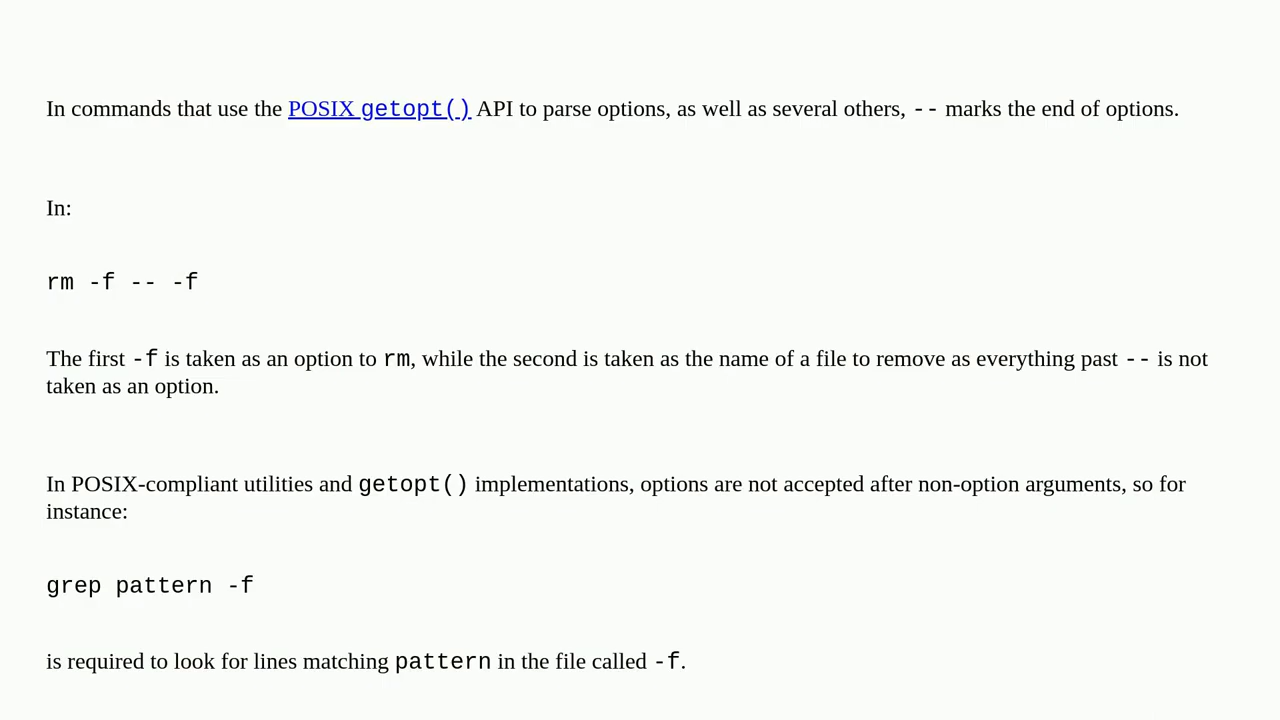 In commands that use the POSIX getopt() API to parse options, as well as several others, -- marks the end of options.
In:
rm -f -- -f
The first -f is taken as an option to rm, while the second is taken as the name of a file to remove as everything past -- is not
taken as an option.
In POSIX-compliant utilities and getopt() implementations, options are not accepted after non-option arguments, so for
instance:
grep pattern -f
is required to look for lines matching pattern in the file called -f.